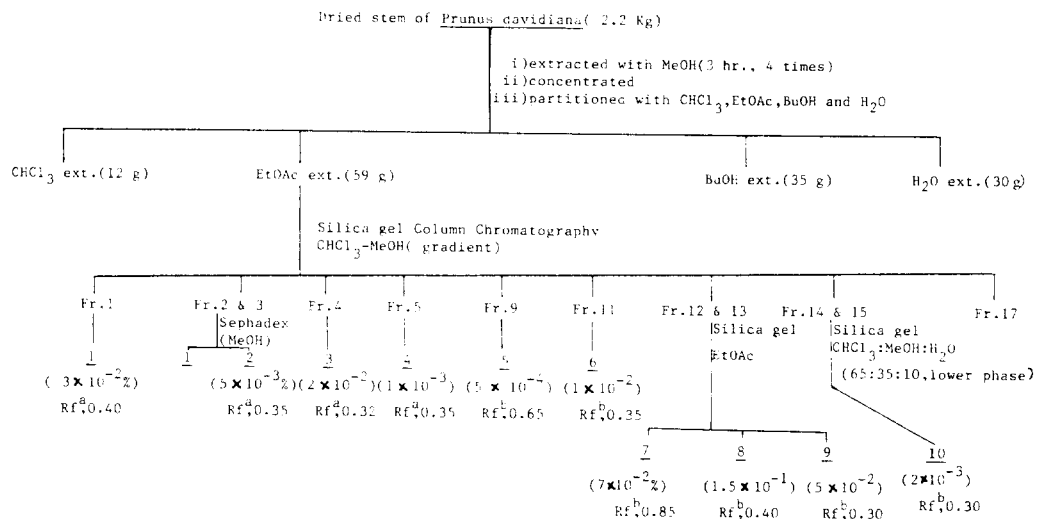 Dried stem of Prunus davidiana( 2.2 Kg)
i)extracted with MeOH(3 hr., 4 times)
ii)concentrated
iii)partitioned with CHCl3,EtOAc,BuOH and H2O
CHCl3 ext.(12 g) EtOAc ext.(59 g) BuOH ext.(35 g) H2O ext.(30g)
Silica gel Column Chromatography
CHCl3-MeOH( gradient)
Fr.1 Fr.2 & 3 Fr.4 Fr.5 Fr.9 Fr.11 Fr.12 & 13 Fr.14 & 15 Fr.17
Sephadex (MeOH)
Silica gel EtOAc
Silica gel CHCl3:MeOH:H2O (65:35:10,lower phase)
1 1 2 3 4 5 6
( 3×10-2%) (5×10-3%) (2×10-2) (1×10-3) (5×10-4) (1×10-2)
Rfa,0.40 Rfa,0.35 Rfa,0.32 Rfa,0.35 Rfb,0.65 Rfb,0.35
7 8 9 10
(7×10-2%) (1.5×10-1) (5×10-2) (2×10-3)
Rfb,0.85 Rfb,0.40 Rfb,0.30 Rfb,0.30